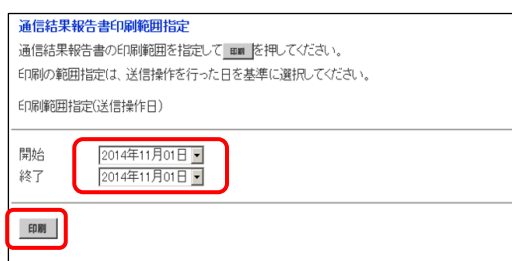 通信結果報告書印刷範囲指定
通信結果報告書の印刷範囲を指定して 印刷 を押してください。
印刷の範囲指定は、送信操作を行った日を基準に選択してください。
印刷範囲指定(送信操作日)
開始 2014年11月01日
終了 2014年11月01日
印刷